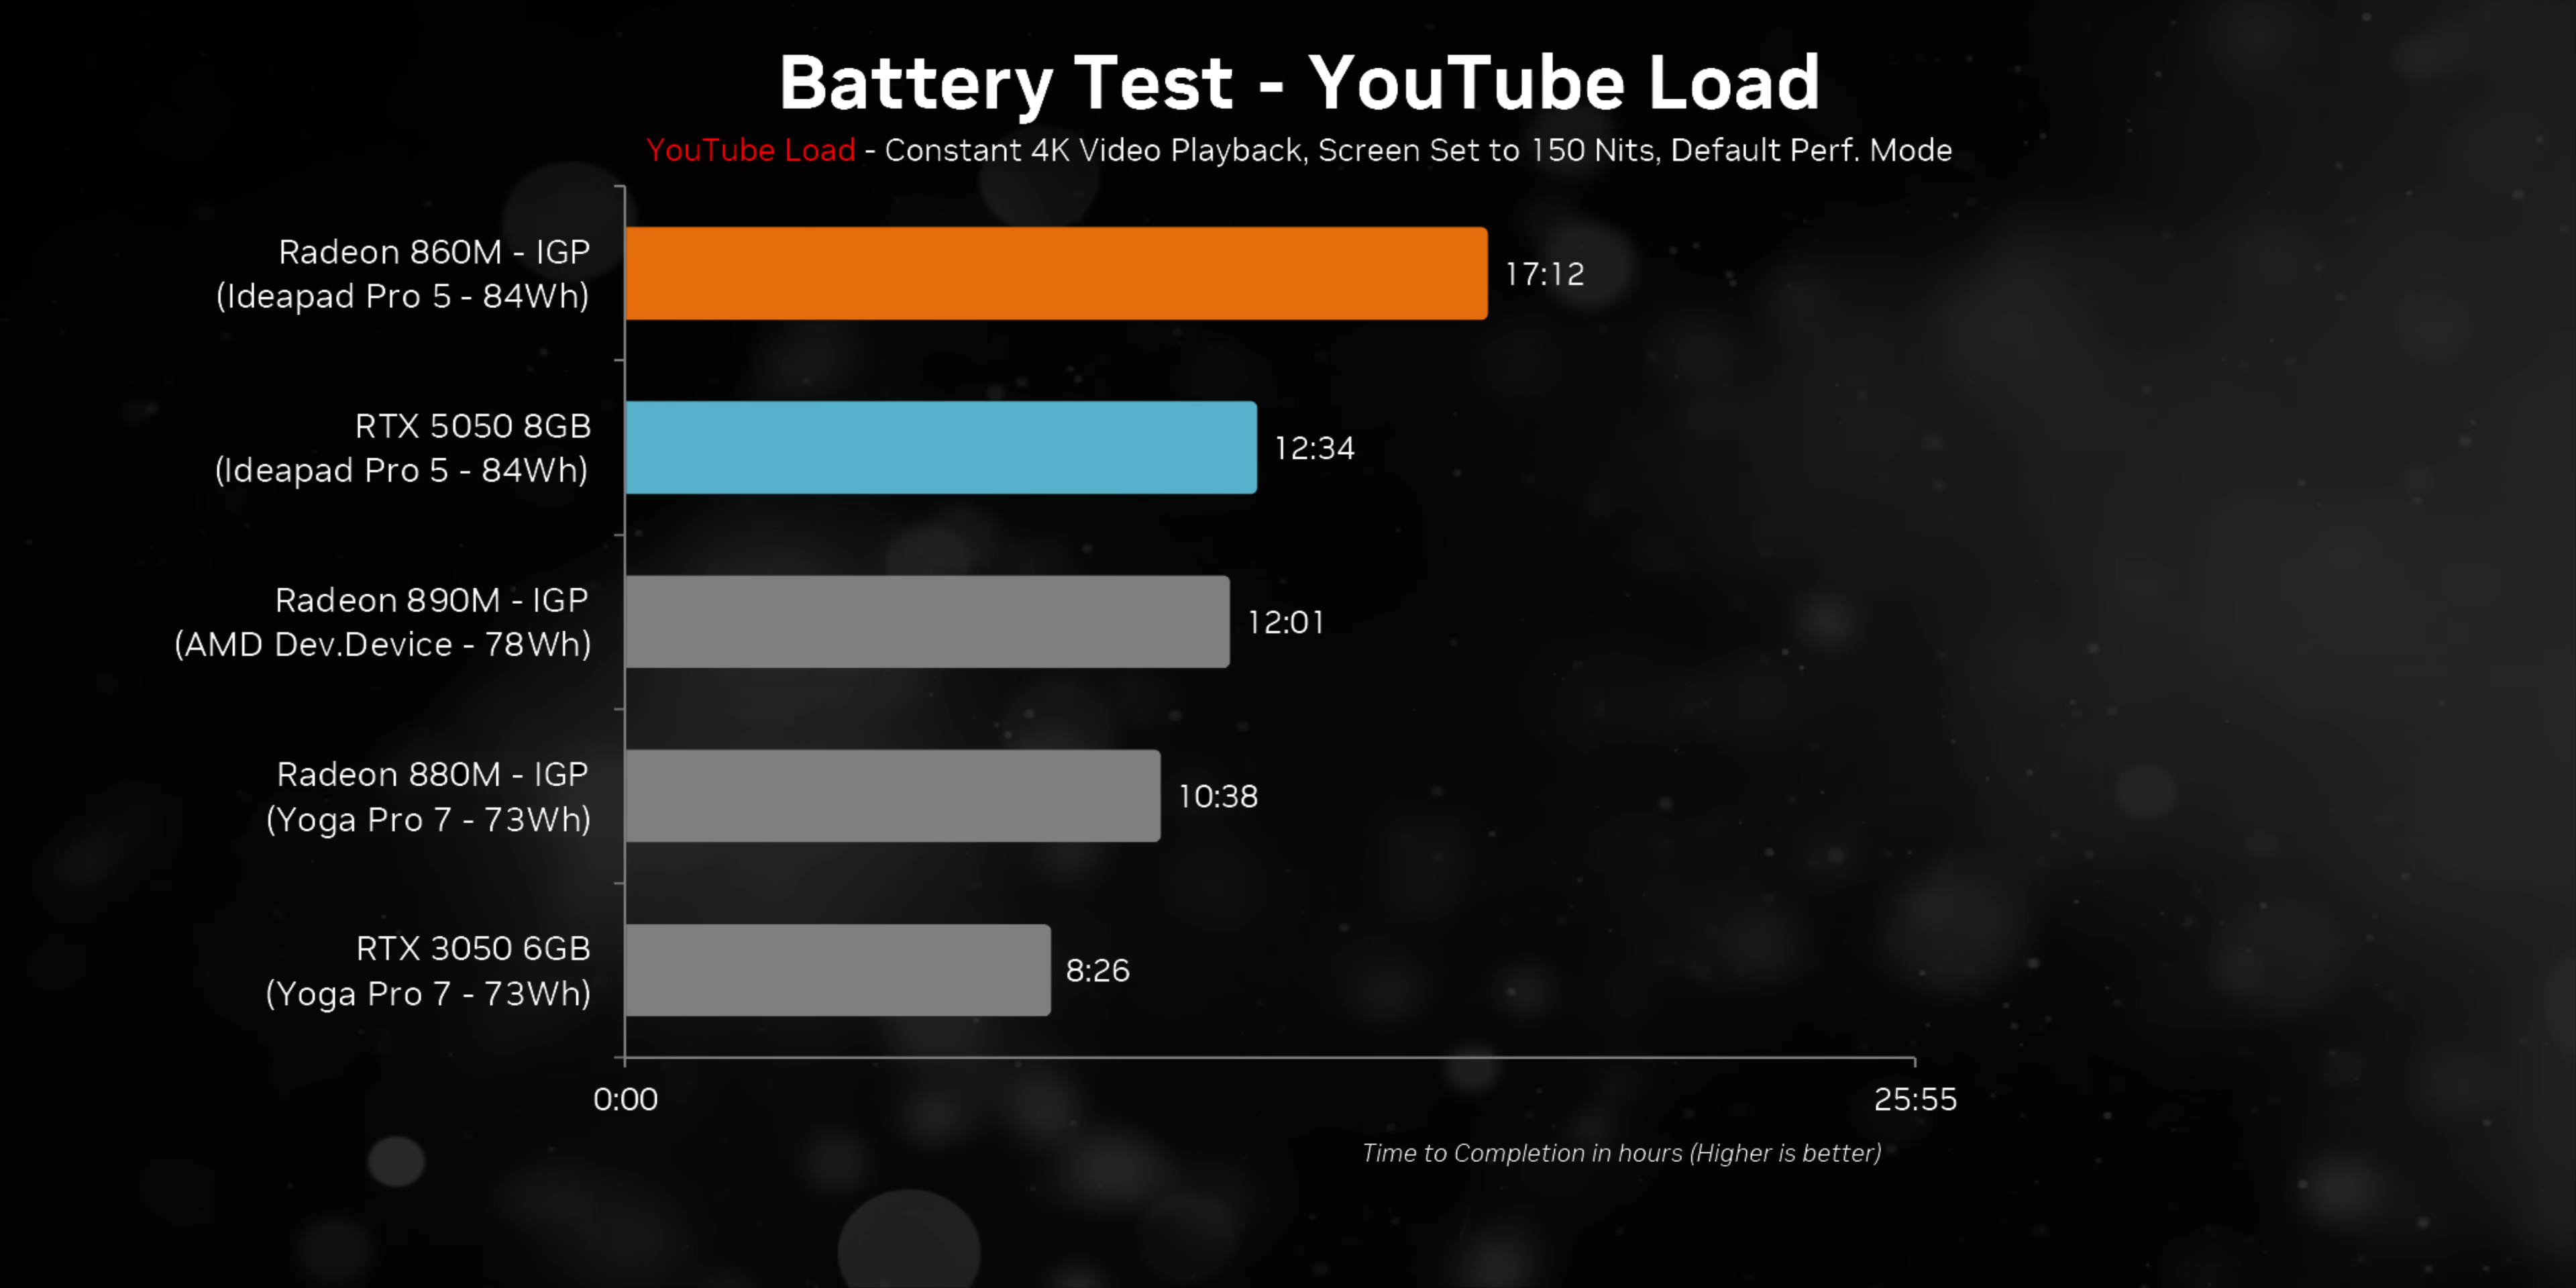 Battery Test - YouTube Load
YouTube Load - Constant 4K Video Playback, Screen Set to 150 Nits, Default Perf. Mode
Radeon 860M - IGP
(Ideapad Pro 5 - 84Wh)
17:12
RTX 5050 8GB
(Ideapad Pro 5 - 84Wh)
12:34
Radeon 890M - IGP
(AMD Dev.Device - 78Wh)
12:01
Radeon 880M - IGP
(Yoga Pro 7 - 73Wh)
10:38
RTX 3050 6GB
(Yoga Pro 7 - 73Wh)
8:26
0:00
25:55
Time to Completion in hours (Higher is better)